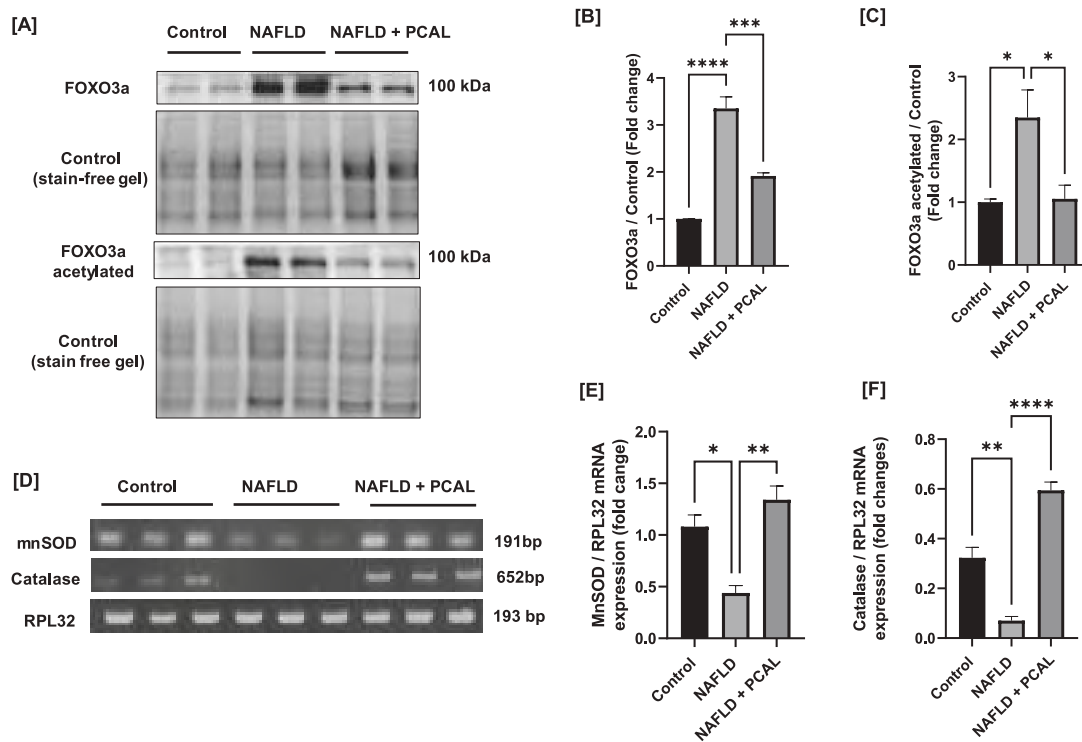 [A]
Control NAFLD NAFLD + PCAL
FOXO3a
100 kDa
Control
(stain-free gel)
FOXO3a
acetylated
100 kDa
Control
(stain free gel)
[B]
FOXO3a / Control (Fold change)
4
3
2
1
0
**** ***
Control
NAFLD
NAFLD + PCAL
[C]
FOXO3a acetylated / Control
(Fold change)
3
2
1
0
* *
Control
NAFLD
NAFLD + PCAL
[D]
Control NAFLD NAFLD + PCAL
mnSOD
191bp
Catalase
652bp
RPL32
193 bp
[E]
MnSOD / RPL32 mRNA
expression (fold cange)
2.0
1.5
1.0
0.5
0.0
* **
Control
NAFLD
NAFLD + PCAL
[F]
Catalase / RPL32 mRNA
expression (fold changes)
0.8
0.6
0.4
0.2
0.0
** ****
Control
NAFLD
NAFLD + PCAL